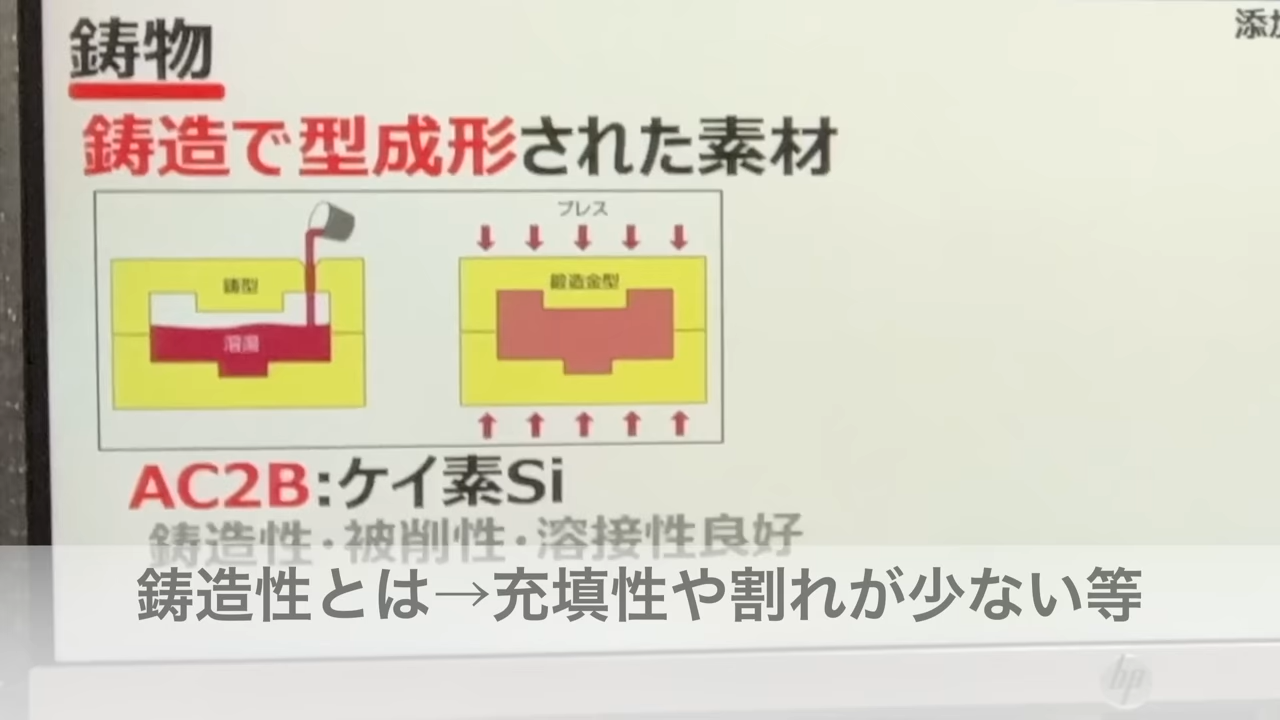 鋳物
添加
鋳造で型成形された素材
プレス
鋳型
鍛造金型
溶湯
AC2B:ケイ素Si
鋳造性・被削性・溶接性良好
鋳造性とは→充填性や割れが少ない等
hp